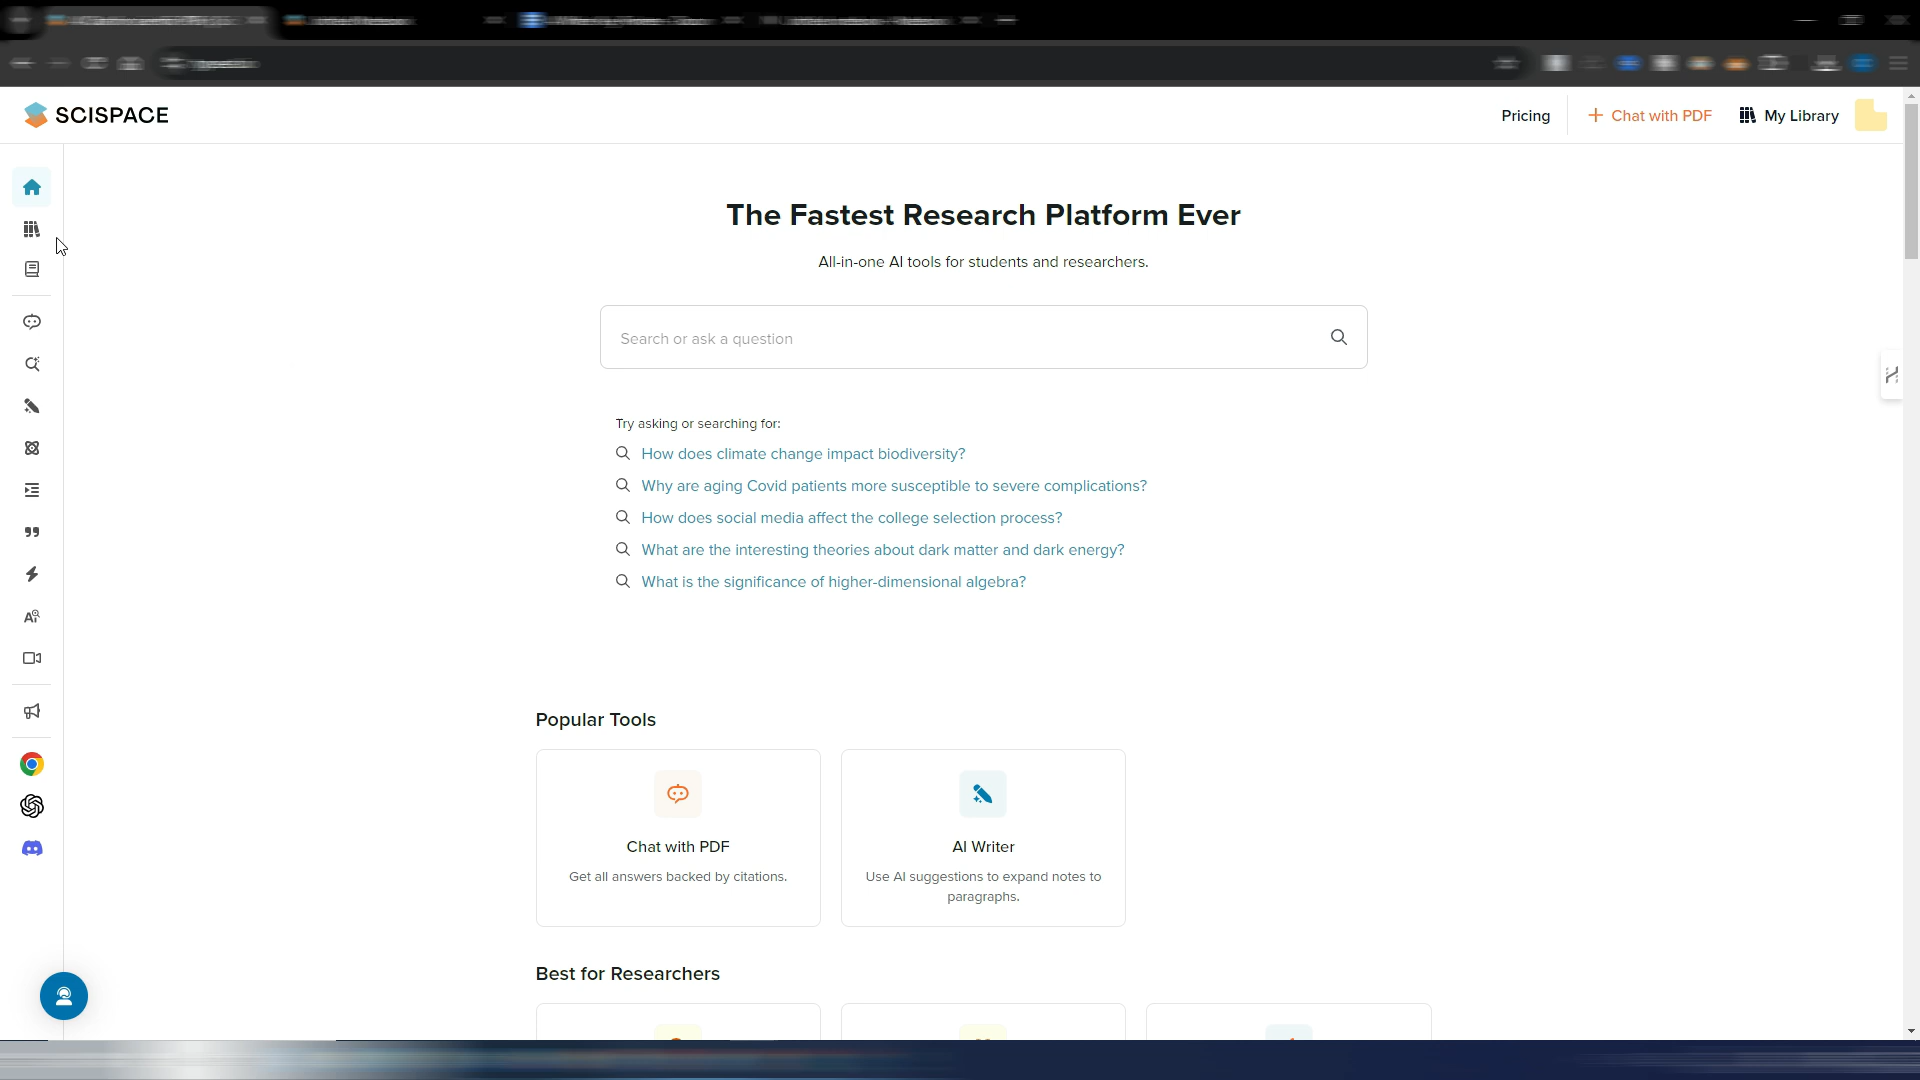 SCISPACE
Pricing
Chat with PDF
My Library
The Fastest Research Platform Ever
All-in-one AI tools for students and researchers.
Search or ask a question
Try asking or searching for:
How does climate change impact biodiversity?
Why are aging Covid patients more susceptible to severe complications?
How does social media affect the college selection process?
What are the interesting theories about dark matter and dark energy?
What is the significance of higher-dimensional algebra?
Popular Tools
Chat with PDF
Get all answers backed by citations.
AI Writer
Use AI suggestions to expand notes to
paragraphs.
Best for Researchers